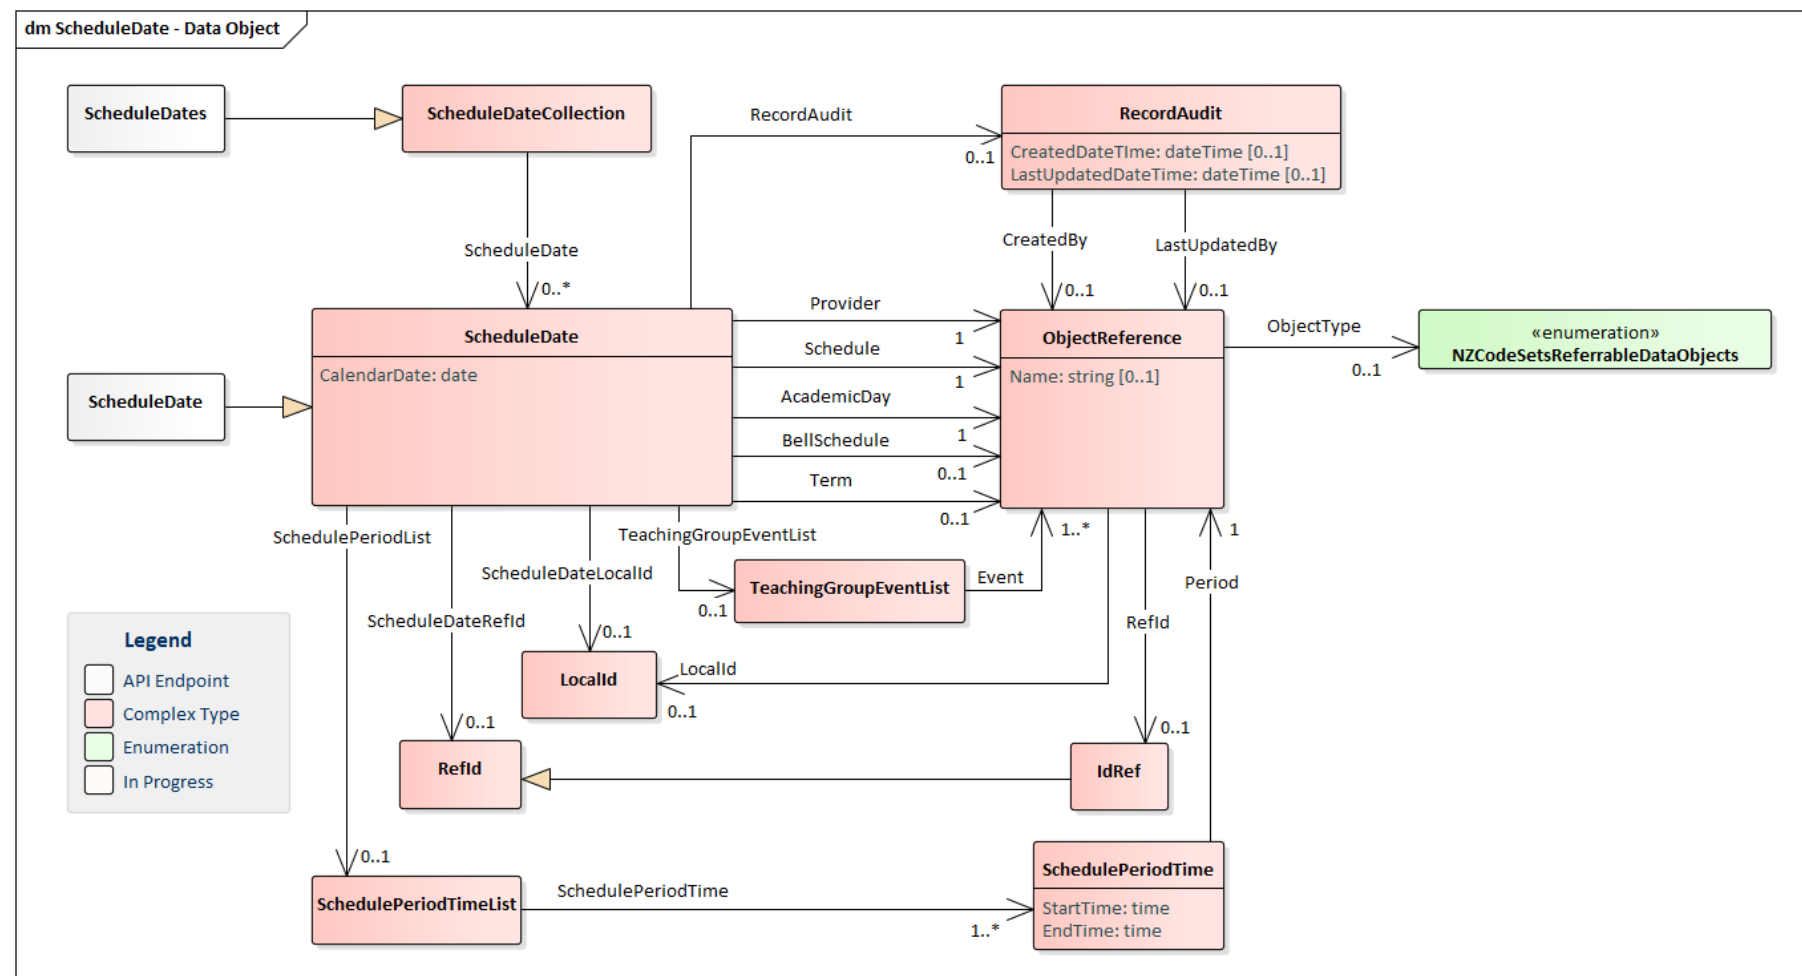 dm ScheduleDate - Data Object
ScheduleDates
ScheduleDateCollection
RecordAudit
0..1
RecordAudit
CreatedDateTIme: dateTime [0..1]
LastUpdatedDateTime: dateTime [0..1]
ScheduleDate
0..*
CreatedBy
0..1
LastUpdatedBy
0..1
ScheduleDate
ScheduleDate
CalendarDate: date
Provider
1
Schedule
1
AcademicDay
1
BellSchedule
0..1
Term
0..1
ObjectReference
Name: string [0..1]
ObjectType
0..1
«enumeration»
NZCodeSetsReferrableDataObjects
SchedulePeriodList
ScheduleDateRefId
ScheduleDateLocalId
TeachingGroupEventList
0..1
TeachingGroupEventList
Event
1..*
1
Period
RefId
0..1
LocalId
LocalId
0..1
0..1
0..1
RefId
IdRef
Legend
API Endpoint
Complex Type
Enumeration
In Progress
0..1
SchedulePeriodTimeList
SchedulePeriodTime
1..*
SchedulePeriodTime
StartTime: time
EndTime: time